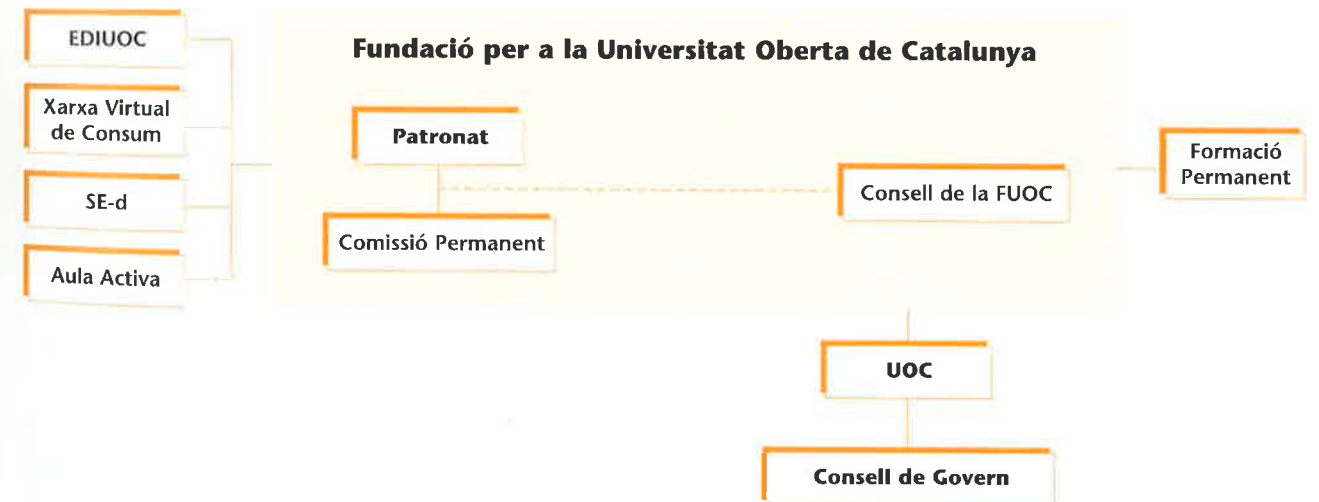 EDIUOC
Xarxa Virtual
de Consum
SE-d
Aula Activa
Fundació per a la Universitat Oberta de Catalunya
Patronat
Comissió Permanent
Consell de la FUOC
Formació
Permanent
UOC
Consell de Govern